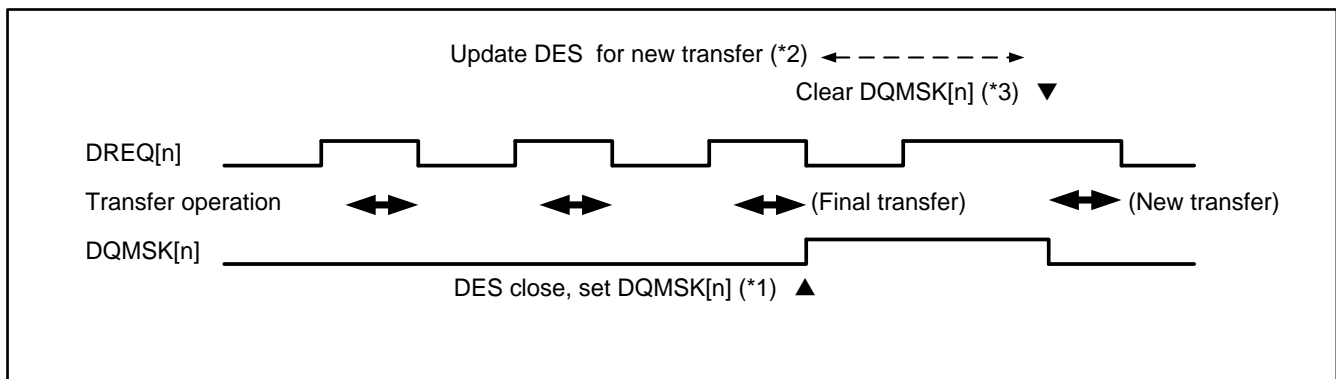 Update DES for new transfer (*2)
Clear DQMSK[n] (*3)
DREQ[n]
Transfer operation
(Final transfer)
(New transfer)
DQMSK[n]
DES close, set DQMSK[n] (*1)